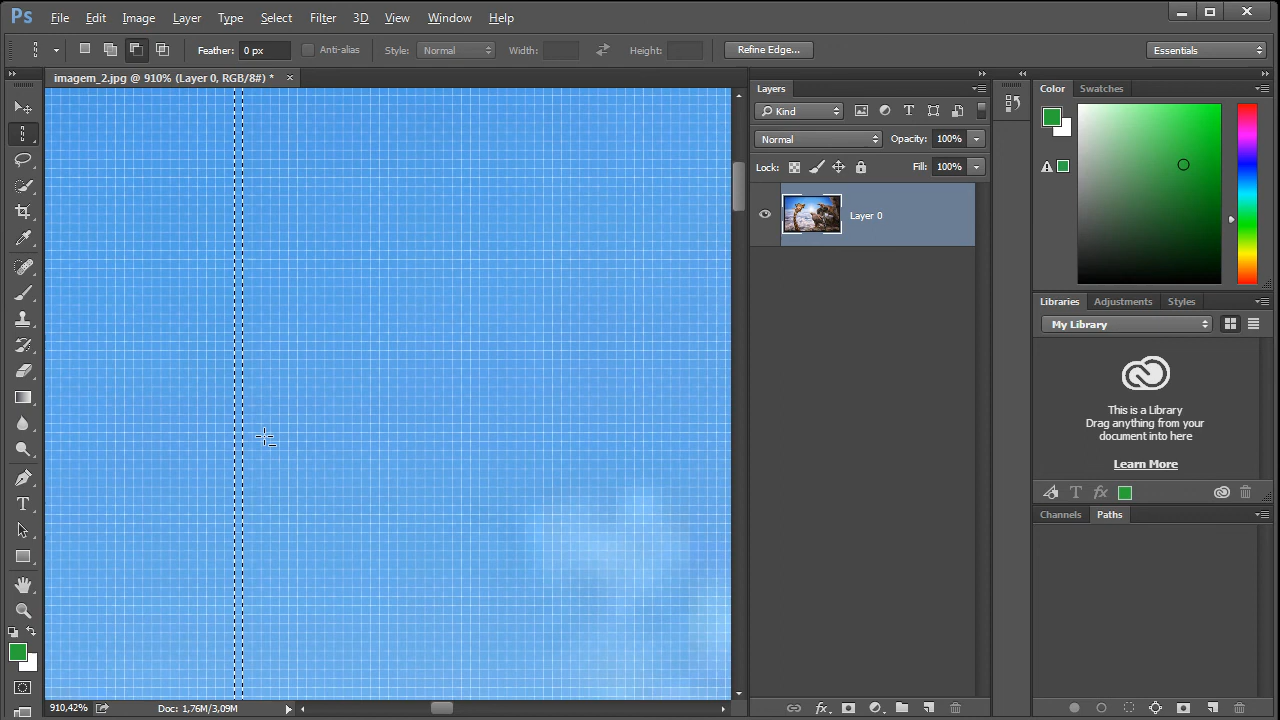 Ps File Edit Image Layer Type Select Filter 3D View Window Help
Feather: 0 px Anti-alias Style: Normal Width: Height: Refine Edge... Essentials
imagem_2.jpg @ 910% (Layer 0, RGB/8#) *
Layers
Kind
Normal Opacity: 100%
Lock: Fill: 100%
Layer 0
Color Swatches
Libraries Adjustments Styles
My Library
This is a Library
Drag anything from your
document into here
Learn More
Channels Paths
910,42% Doc: 1,76M/3,09M